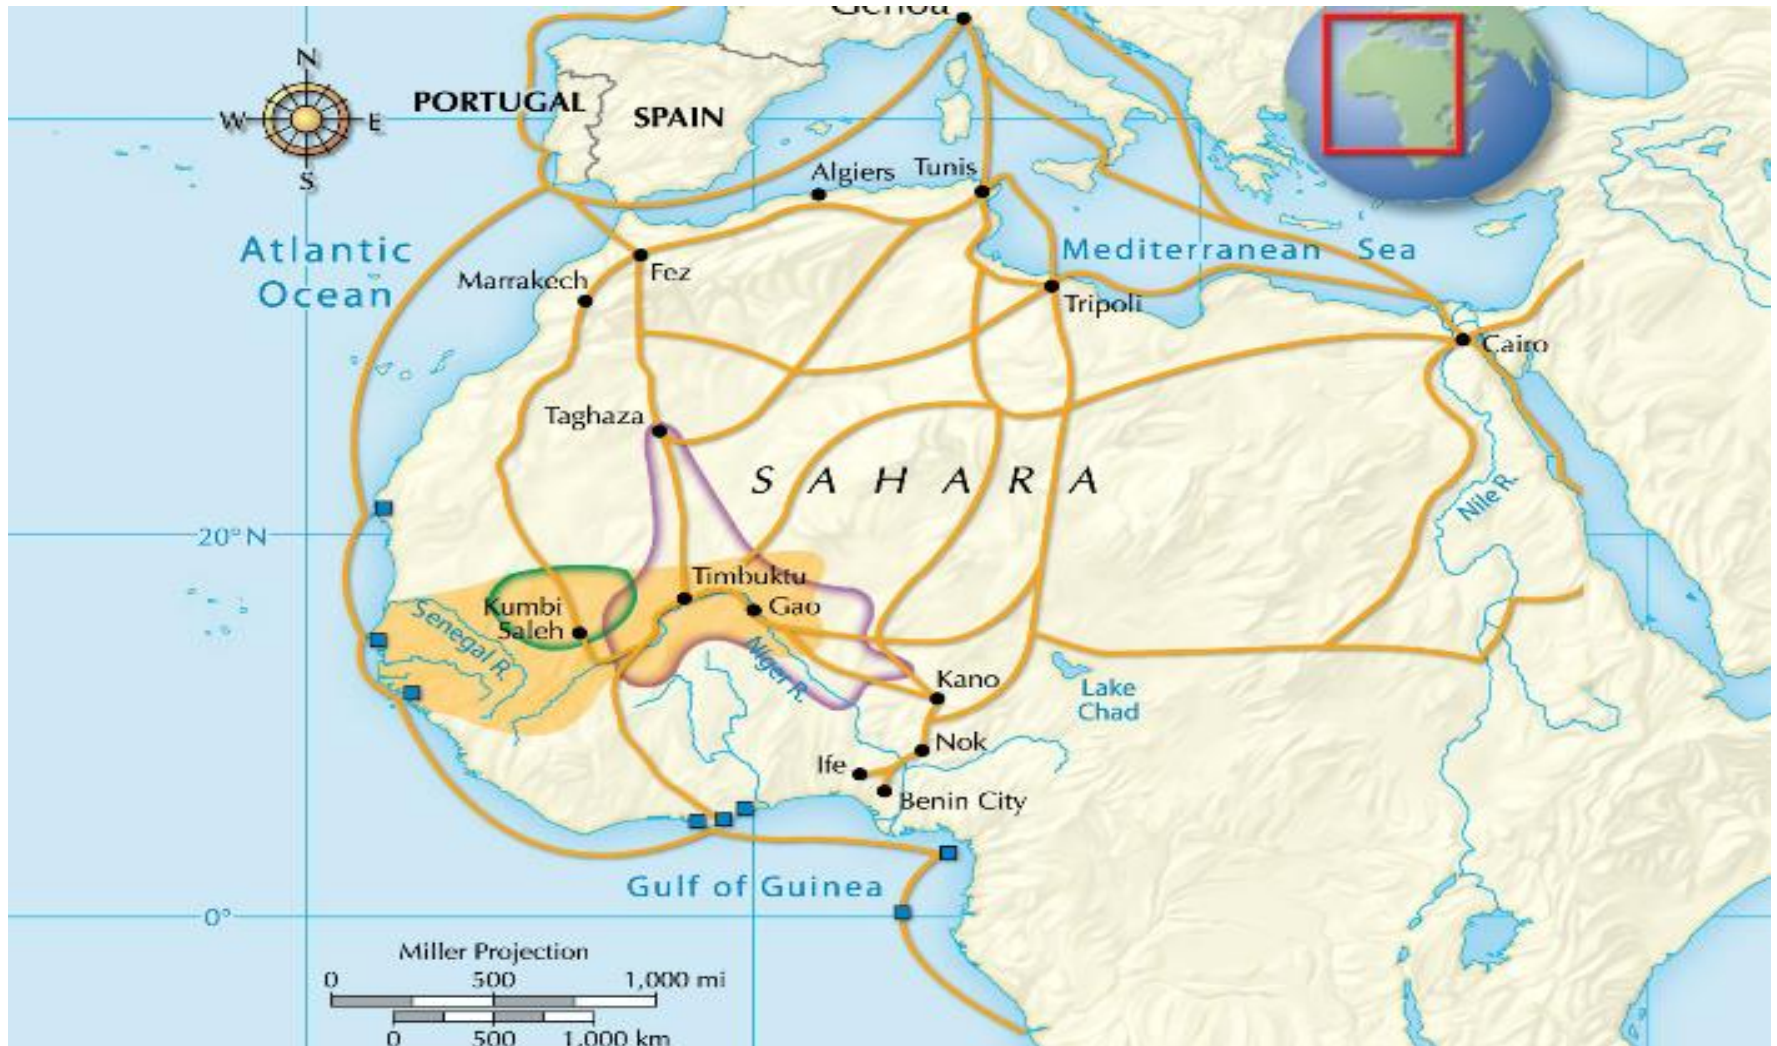 Genoa
N
W
E
S
PORTUGAL
SPAIN
Algiers
Tunis
Atlantic
Ocean
Mediterranean Sea
Marrakech
Fez
Tripoli
Cairo
Taghaza
SAHARA
Nile R.
20°N
Timbuktu
Kumbi
Saleh
Gao
Senegal R.
Niger R.
Kano
Lake
Chad
Nok
Ife
Benin City
Gulf of Guinea
0°
Miller Projection
0 500 1,000 mi
0 500 1,000 km